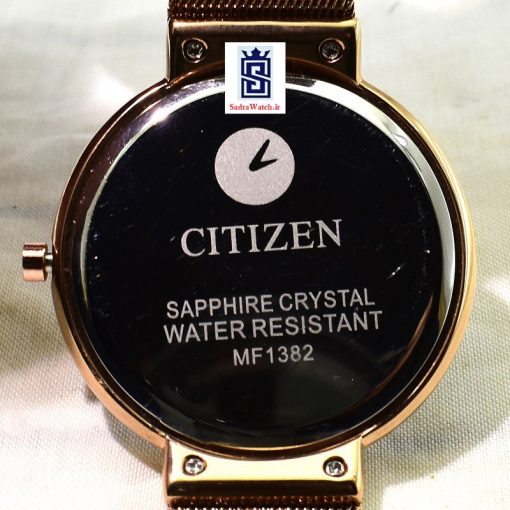 SadraWatch.ir
CITIZEN
SAPPHIRE CRYSTAL
WATER RESISTANT
MF1382